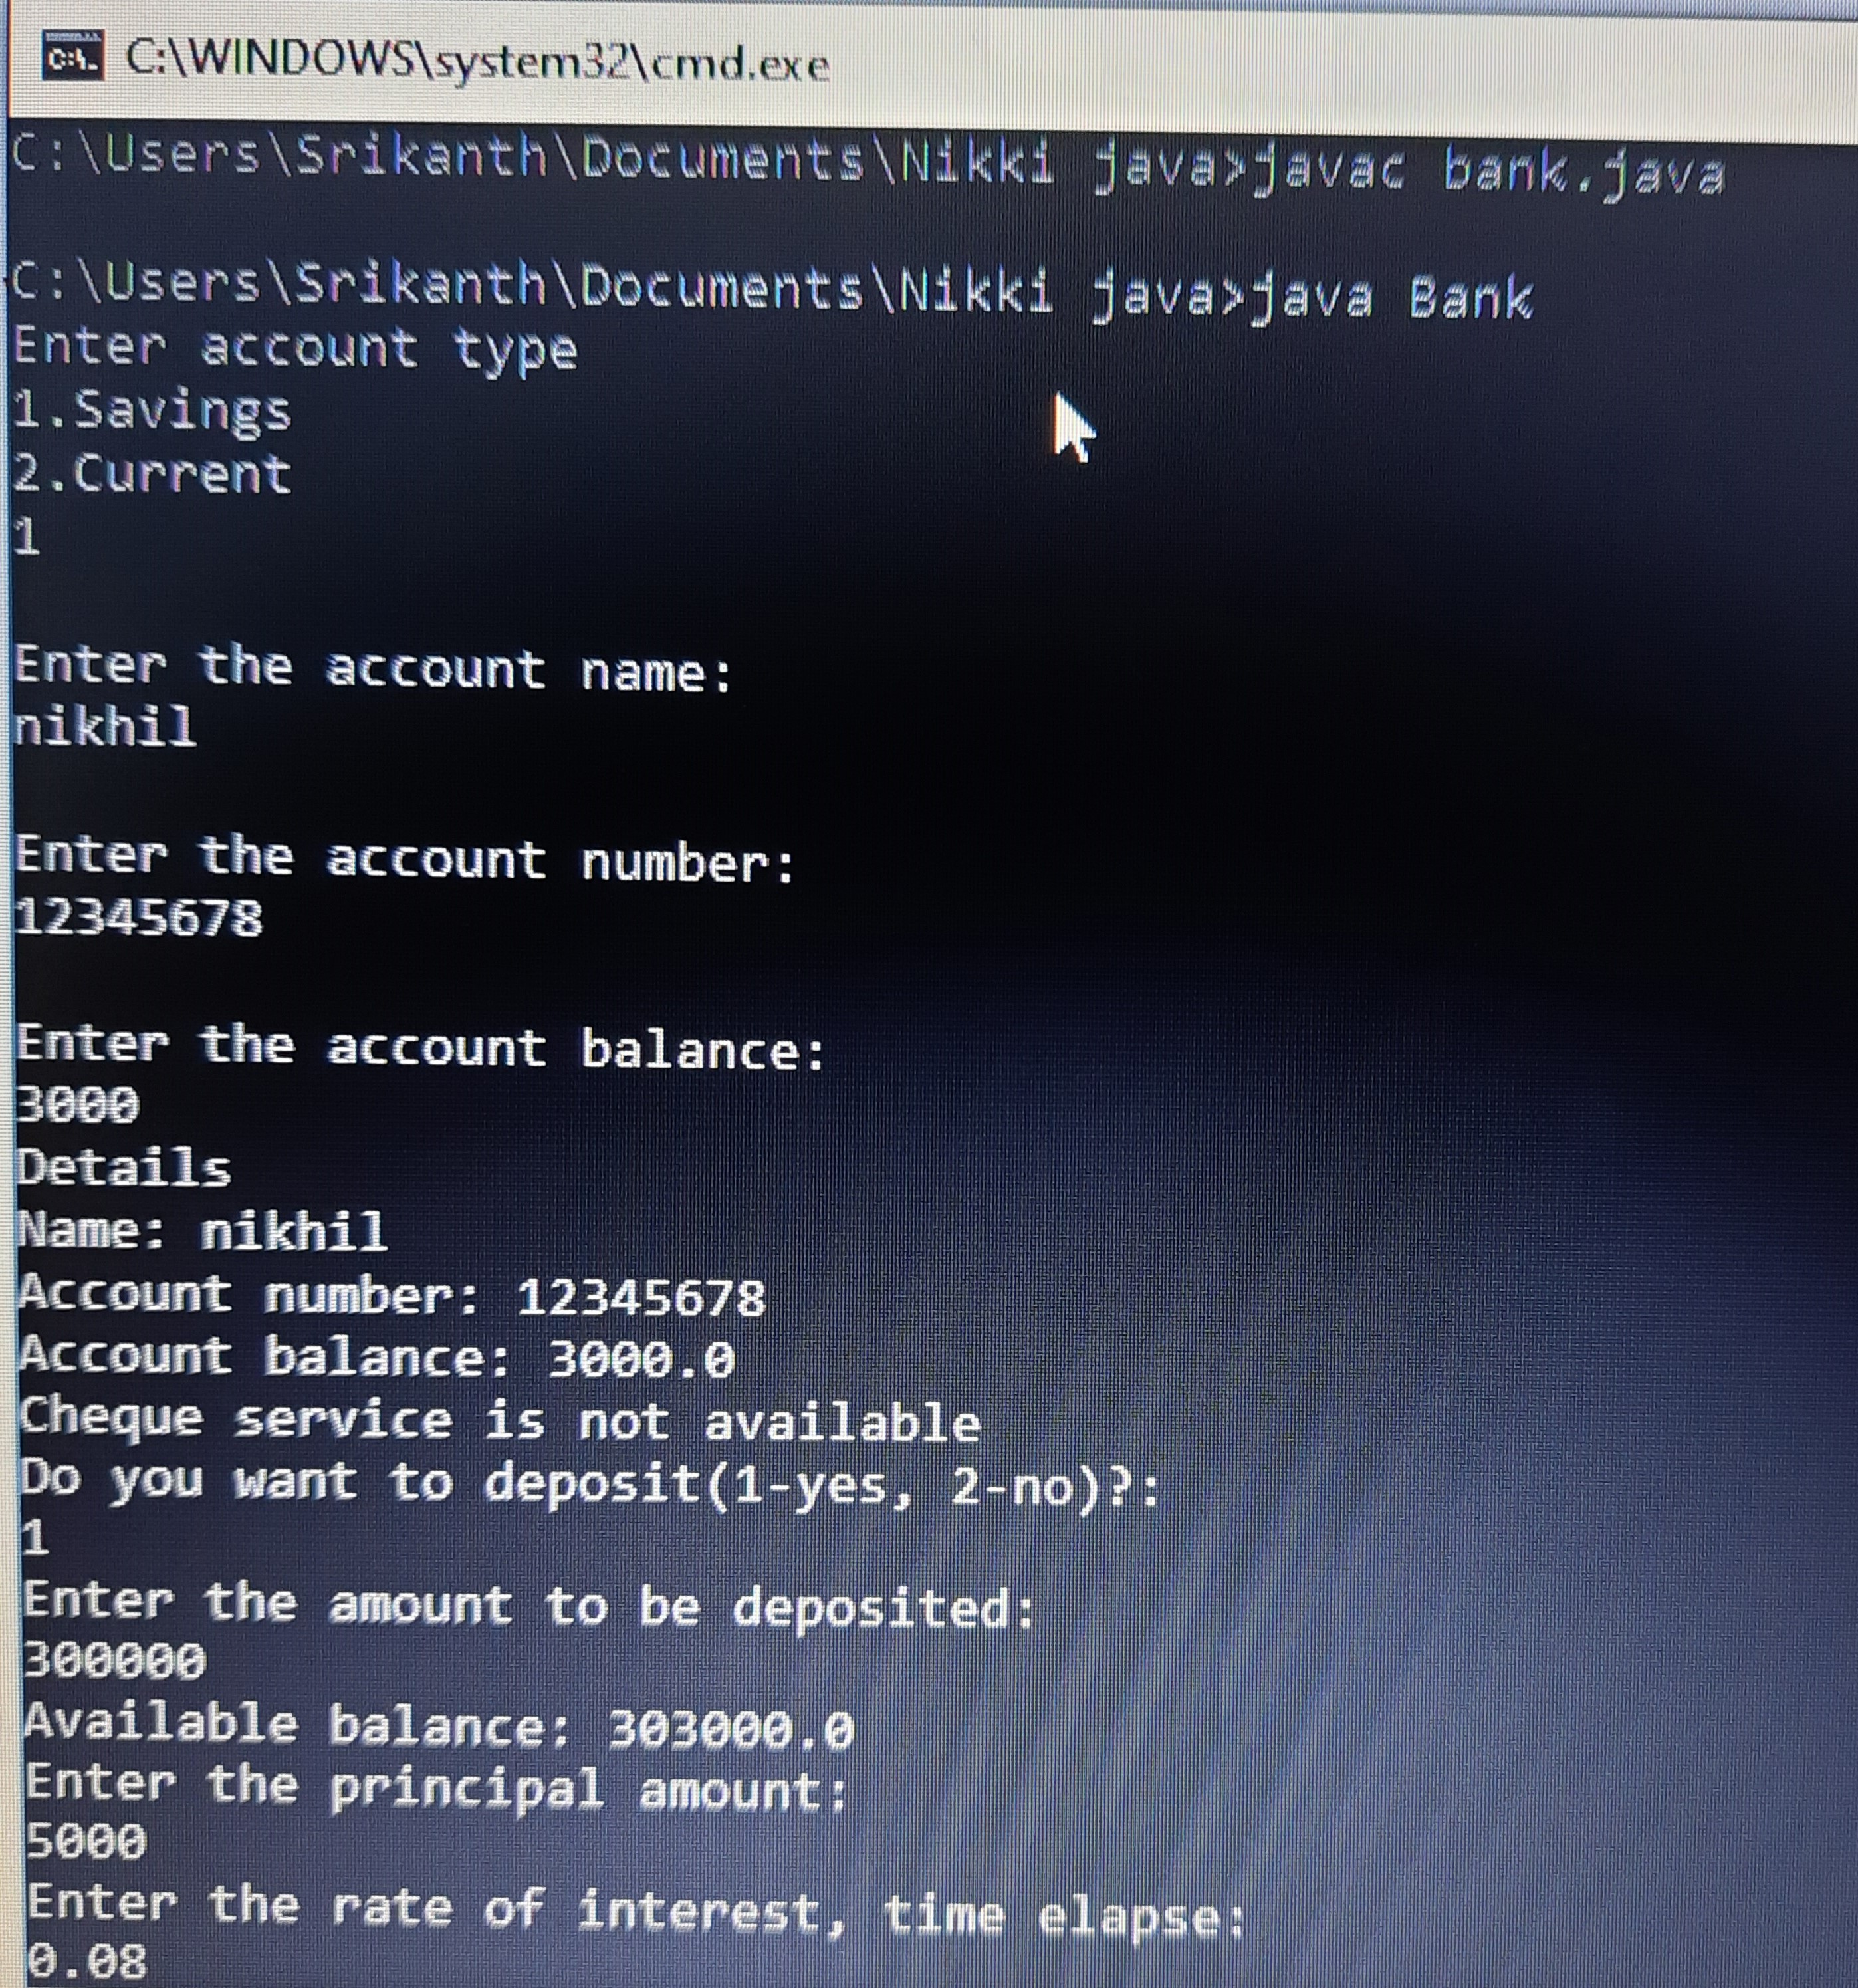 C:\WINDOWS\system32\cmd.exe
C:\Users\Srikanth\Documents\Nikki java>javac bank.java
C:\Users\Srikanth\Documents\Nikki java>java Bank
Enter account type
1.Savings
2.Current
1
Enter the account name:
nikhil
Enter the account number:
12345678
Enter the account balance:
3000
Details
Name: nikhil
Account number: 12345678
Account balance: 3000.0
Cheque service is not available
Do you want to deposit(1-yes, 2-no)?:
1
Enter the amount to be deposited:
300000
Available balance: 303000.0
Enter the principal amount:
5000
Enter the rate of interest, time elapse:
0.08